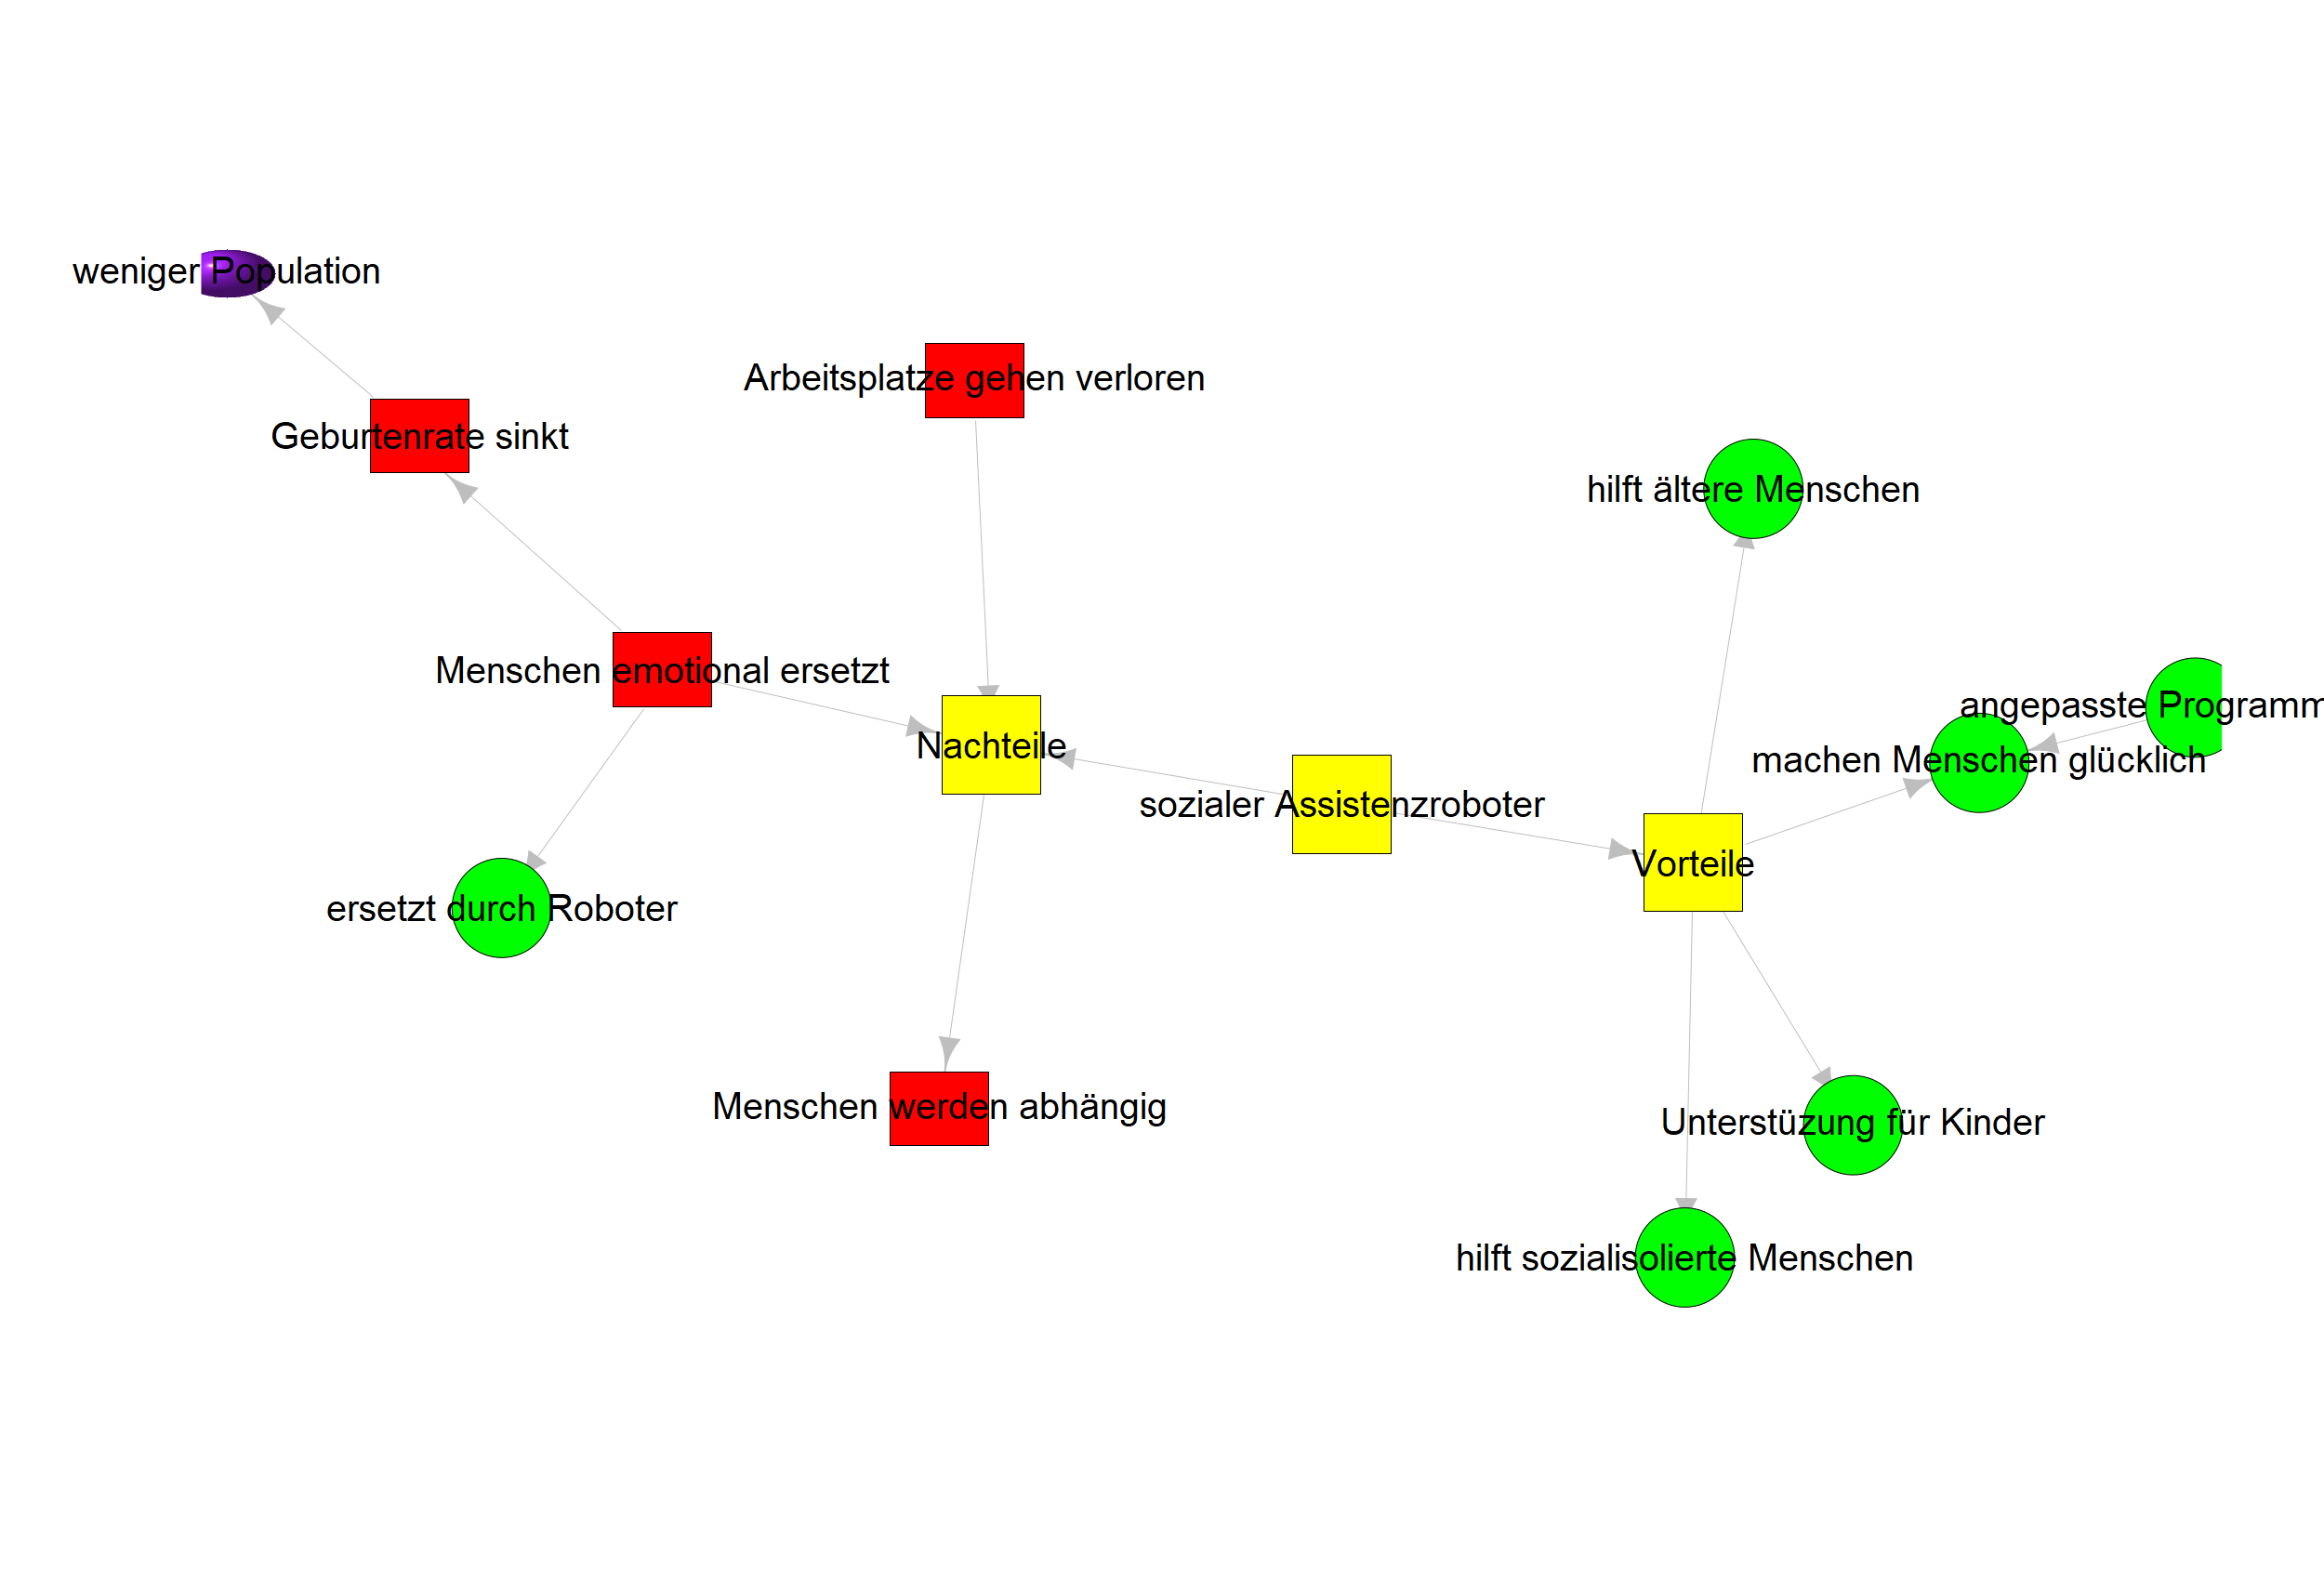 weniger Population
Arbeitsplatze gehen verloren
Geburtenrate sinkt
hilft ältere Menschen
Menschen emotional ersetzt
angepasste Programm
Nachteile
machen Menschen glücklich
sozialer Assistenzroboter
Vorteile
ersetzt durch Roboter
Menschen werden abhängig
Unterstüzung für Kinder
hilft sozialisolierte Menschen